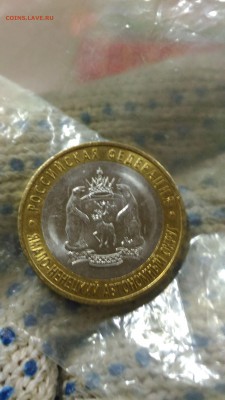 COINS.LAVE.RU
РОССИЙСКАЯ ФЕДЕРАЦИЯ
ЯМАЛО-НЕНЕЦКИЙ АВТОНОМНЫЙ ОКРУГ